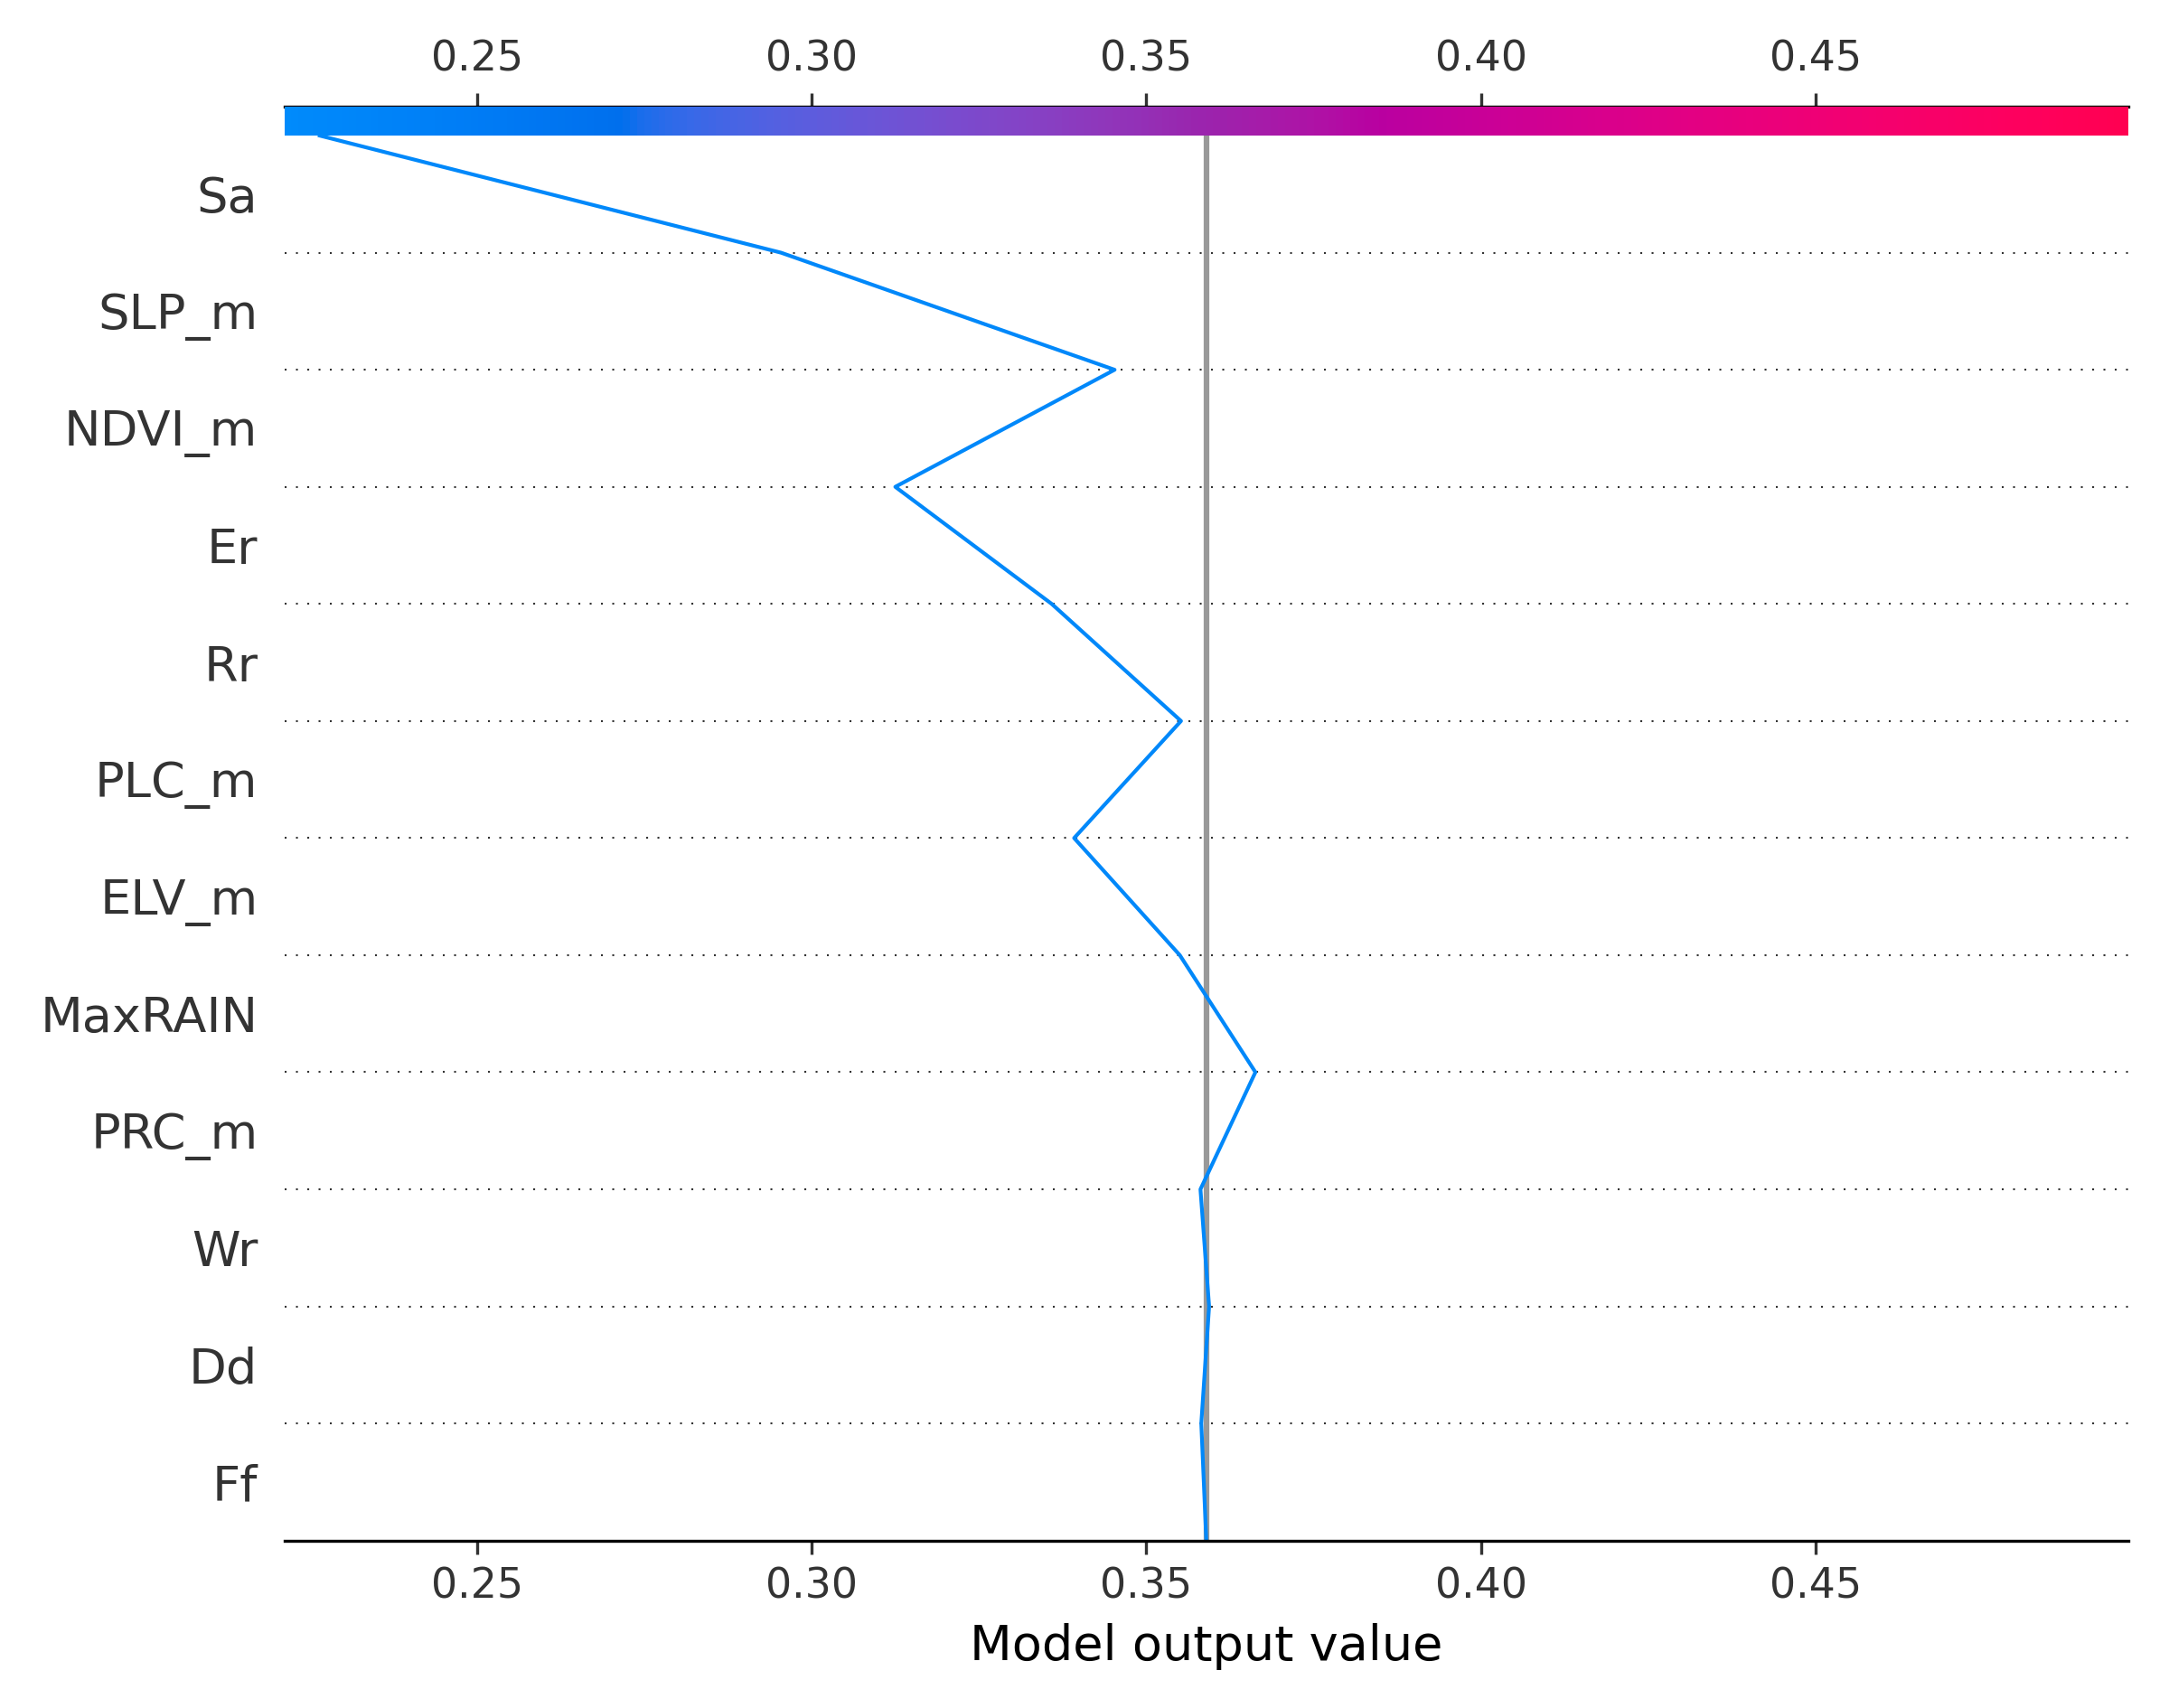 0.25 0.30 0.35 0.40 0.45
Sa
SLP_m
NDVI_m
Er
Rr
PLC_m
ELV_m
MaxRAIN
PRC_m
Wr
Dd
Ff
0.25 0.30 0.35 0.40 0.45
Model output value